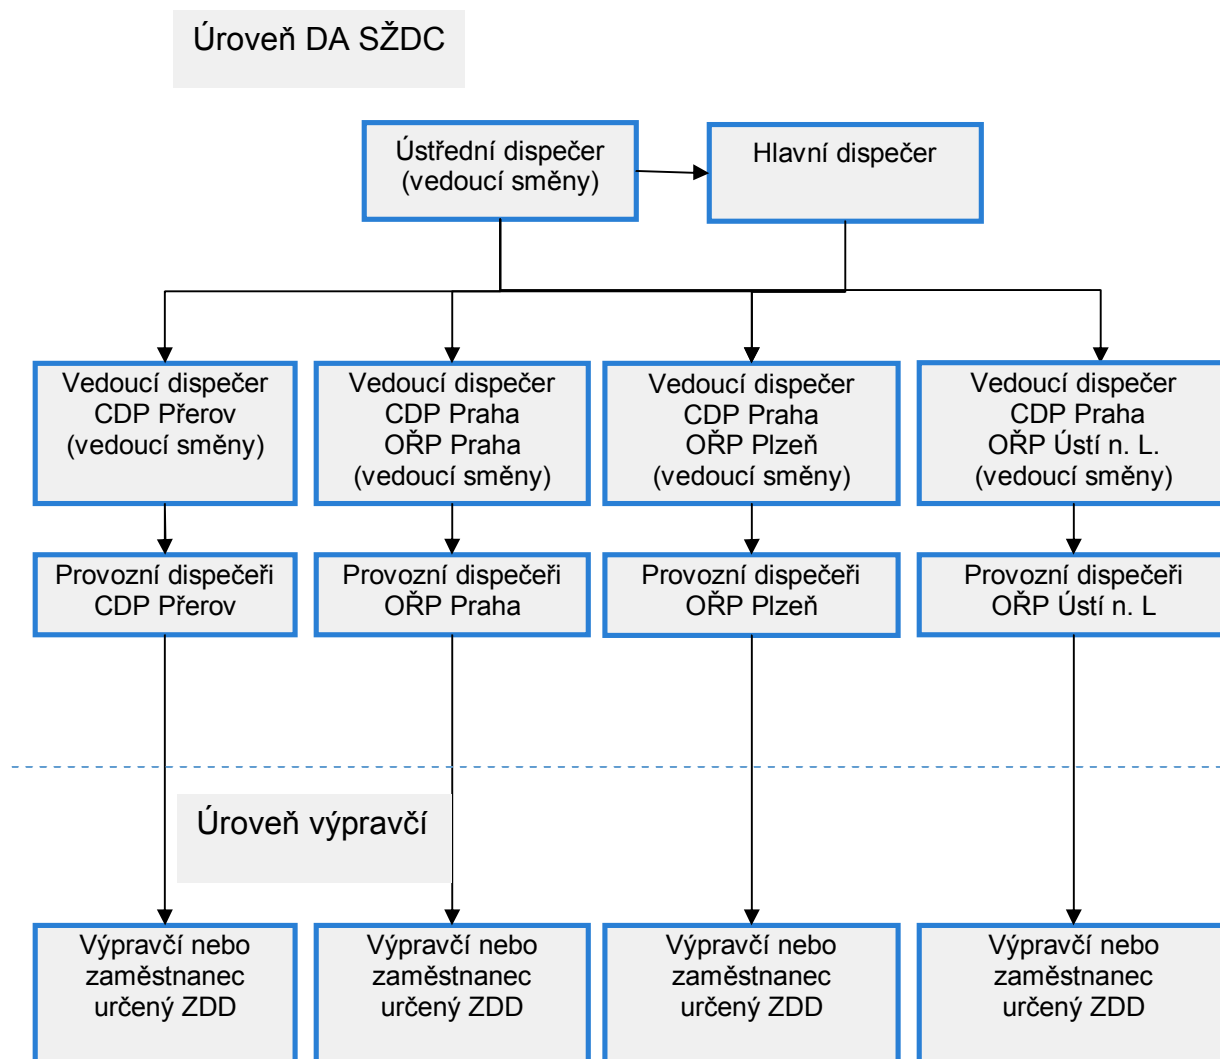 Úroveň DA SŽDC
Ústřední dispečer
(vedoucí směny)
Hlavní dispečer
Vedoucí dispečer
CDP Přerov
(vedoucí směny)
Vedoucí dispečer
CDP Praha
OŘP Praha
(vedoucí směny)
Vedoucí dispečer
CDP Praha
OŘP Plzeň
(vedoucí směny)
Vedoucí dispečer
CDP Praha
OŘP Ústí n. L.
(vedoucí směny)
Provozní dispečeři
CDP Přerov
Provozní dispečeři
OŘP Praha
Provozní dispečeři
OŘP Plzeň
Provozní dispečeři
OŘP Ústí n. L
Úroveň výpravčí
Výpravčí nebo
zaměstnanec
určený ZDD
Výpravčí nebo
zaměstnanec
určený ZDD
Výpravčí nebo
zaměstnanec
určený ZDD
Výpravčí nebo
zaměstnanec
určený ZDD